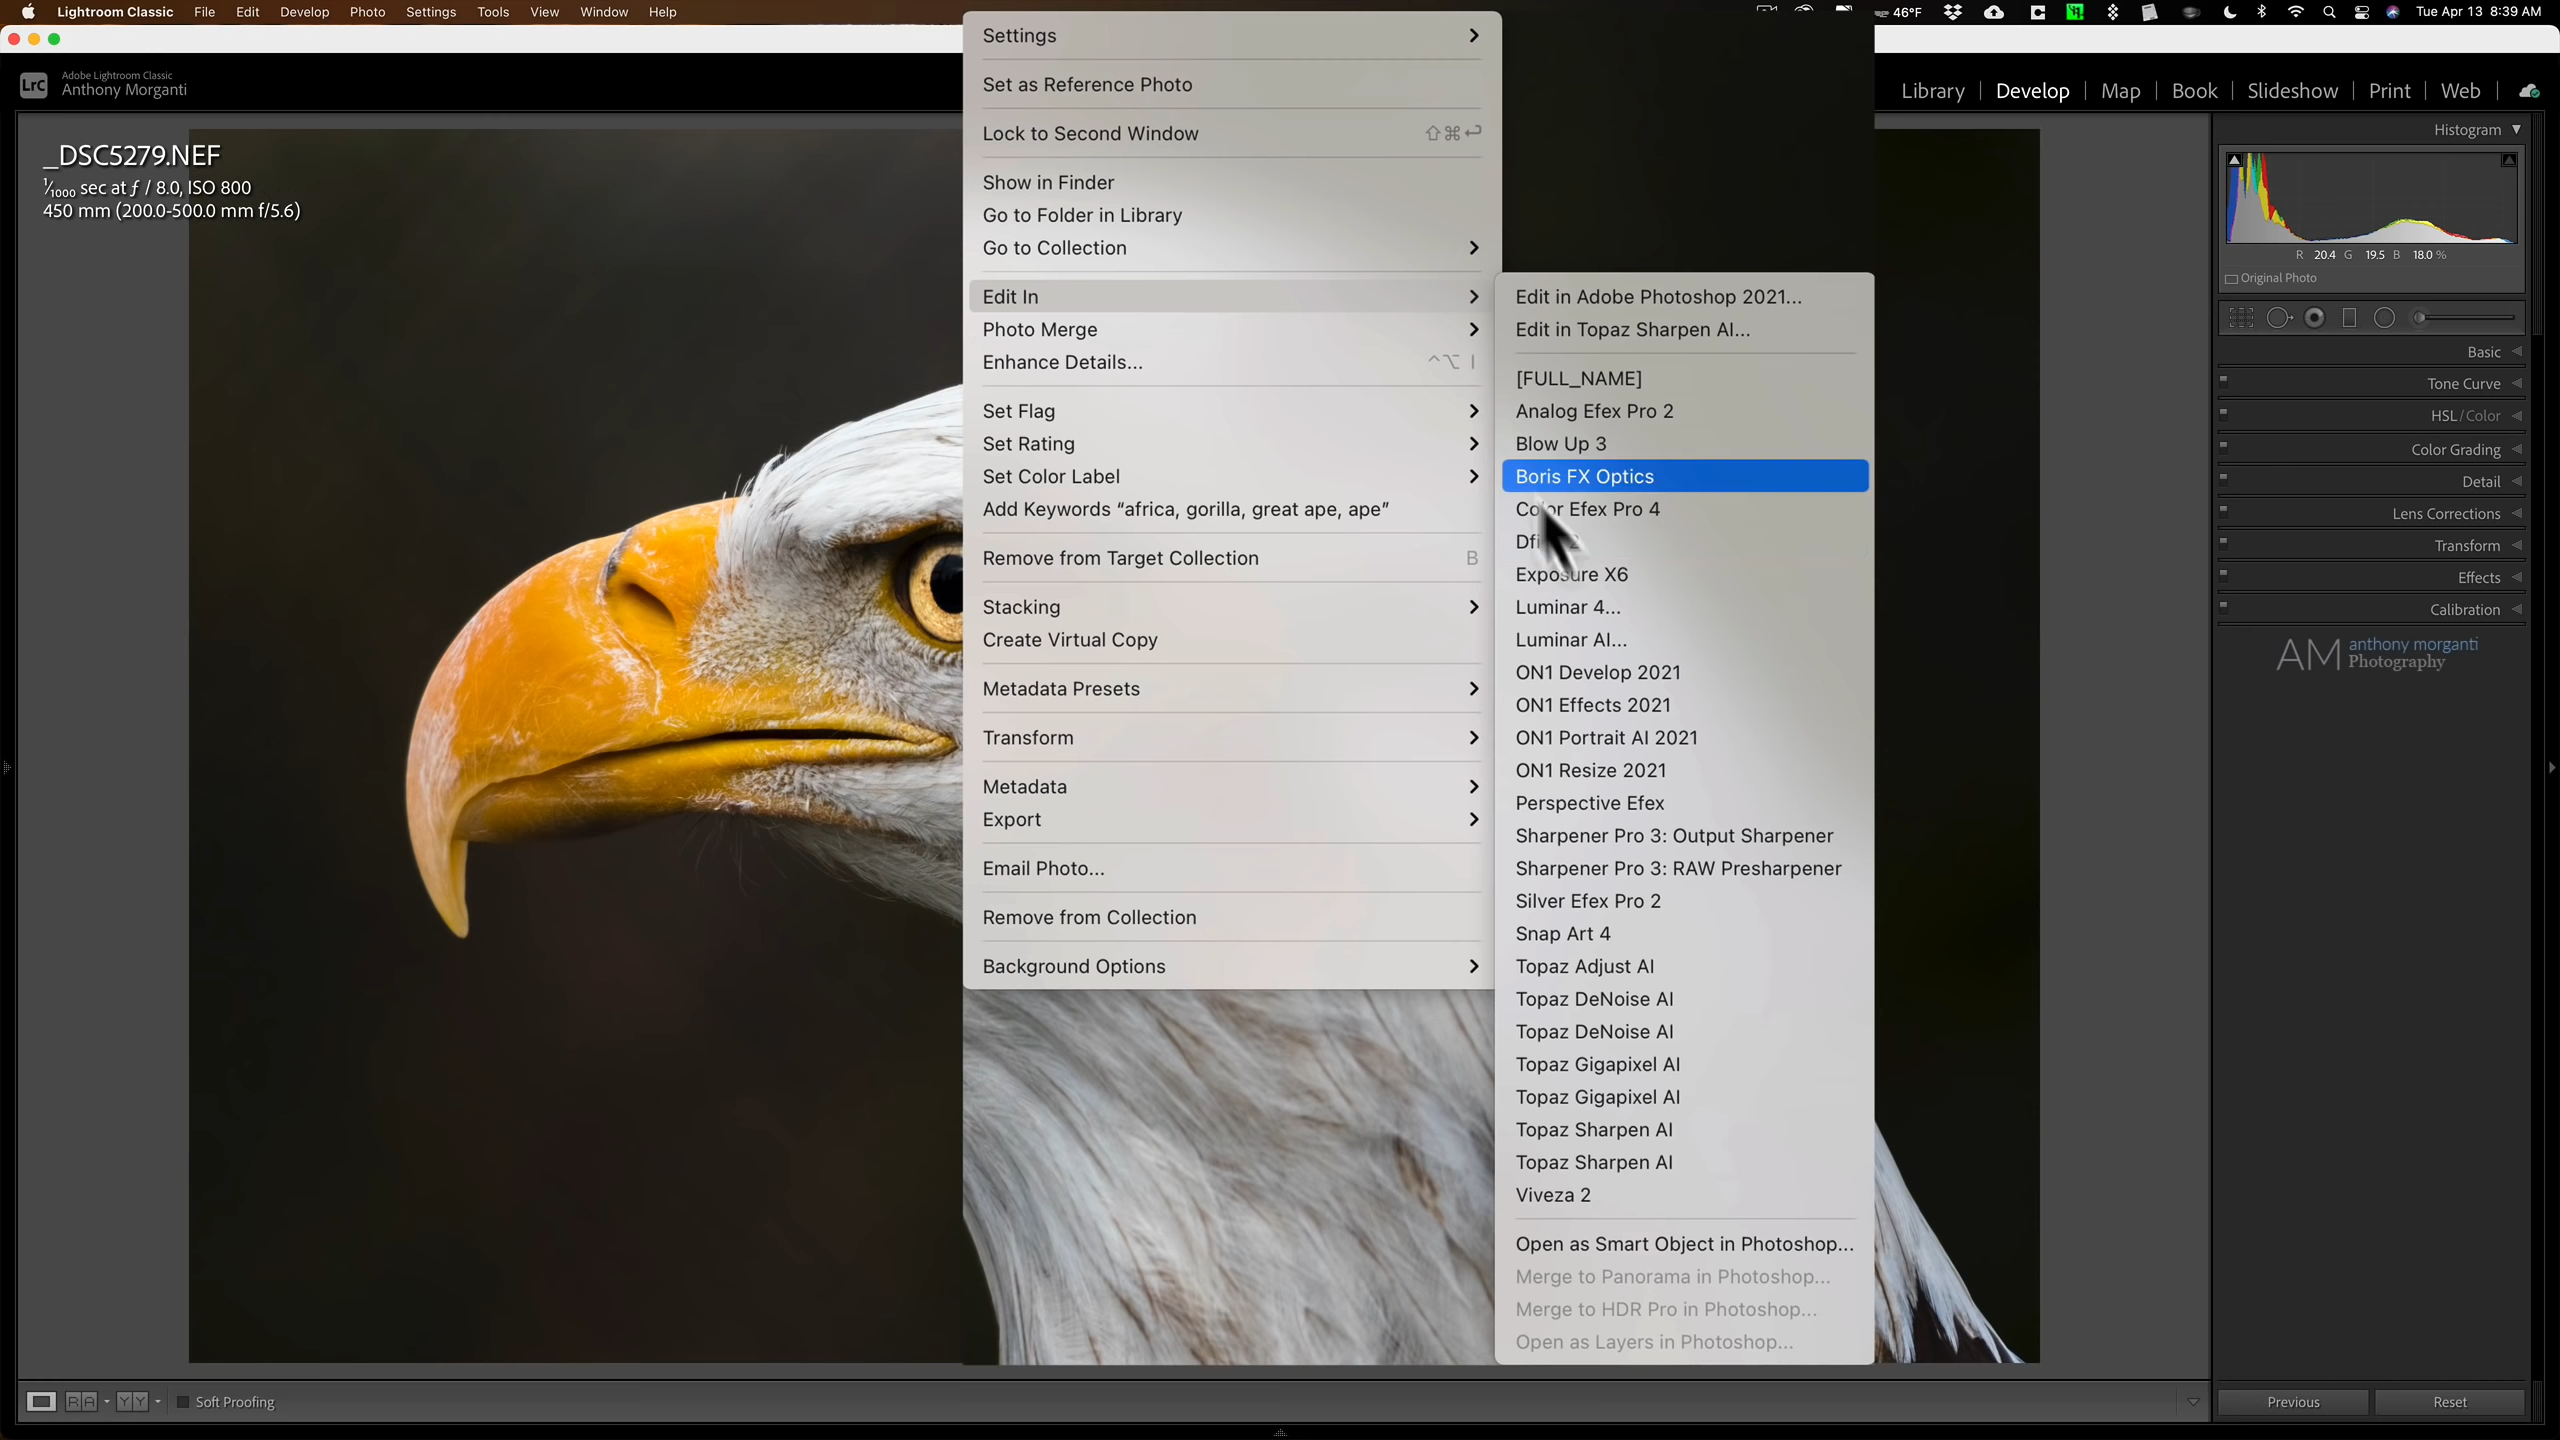 Lightroom Classic File Edit Develop Photo Settings Tools View Window Help 46°F Tue Apr 13 8:39 AM
LrC Adobe Lightroom Classic
Anthony Morganti
Library | Develop | Map | Book | Slideshow | Print | Web |
_DSC5279.NEF
1/1000 sec at ƒ / 8.0, ISO 800
450 mm (200.0-500.0 mm f/5.6)
Settings
Set as Reference Photo
Lock to Second Window ⇧⌘↩
Show in Finder
Go to Folder in Library
Go to Collection
Edit In
Photo Merge
Enhance Details... ^⌥ I
Set Flag
Set Rating
Set Color Label
Add Keywords “africa, gorilla, great ape, ape”
Remove from Target Collection B
Stacking
Create Virtual Copy
Metadata Presets
Transform
Metadata
Export
Email Photo...
Remove from Collection
Background Options
Edit in Adobe Photoshop 2021...
Edit in Topaz Sharpen AI...
[FULL_NAME]
Analog Efex Pro 2
Blow Up 3
Boris FX Optics
Color Efex Pro 4
2
Exposure X6
Luminar 4...
Luminar AI...
ON1 Develop 2021
ON1 Effects 2021
ON1 Portrait AI 2021
ON1 Resize 2021
Perspective Efex
Sharpener Pro 3: Output Sharpener
Sharpener Pro 3: RAW Presharpener
Silver Efex Pro 2
Snap Art 4
Topaz Adjust AI
Topaz DeNoise AI
Topaz DeNoise AI
Topaz Gigapixel AI
Topaz Gigapixel AI
Topaz Sharpen AI
Topaz Sharpen AI
Viveza 2
Open as Smart Object in Photoshop...
Merge to Panorama in Photoshop...
Merge to HDR Pro in Photoshop...
Open as Layers in Photoshop...
Histogram
R 20.4 G 19.5 B 18.0 %
Original Photo
Basic
Tone Curve
HSL / Color
Color Grading
Detail
Lens Corrections
Transform
Effects
Calibration
AM anthony morganti
Photography
R A Y Y Soft Proofing
Previous Reset